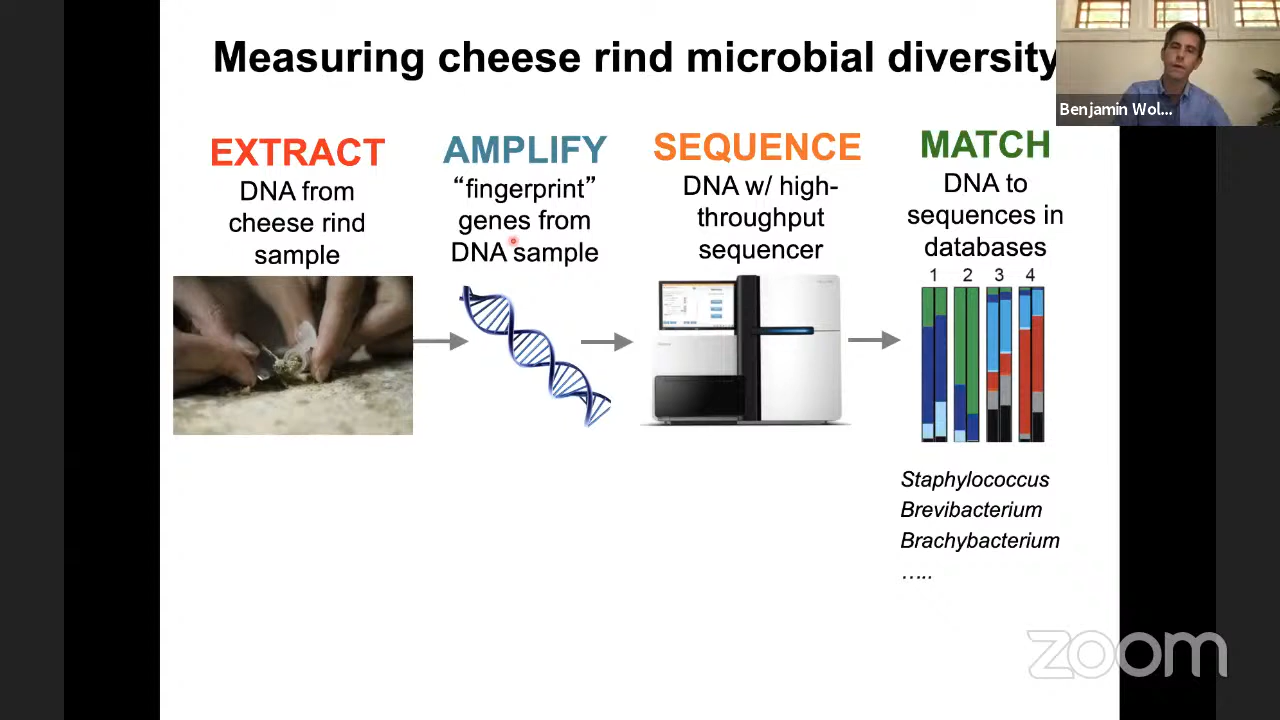 Measuring cheese rind microbial diversity
Benjamin Wol...
EXTRACT
DNA from
cheese rind
sample
AMPLIFY
“fingerprint”
genes from
DNA sample
SEQUENCE
DNA w/ high-
throughput
sequencer
MATCH
DNA to
sequences in
databases
1 2 3 4
Staphylococcus
Brevibacterium
Brachybacterium
.....
zoom